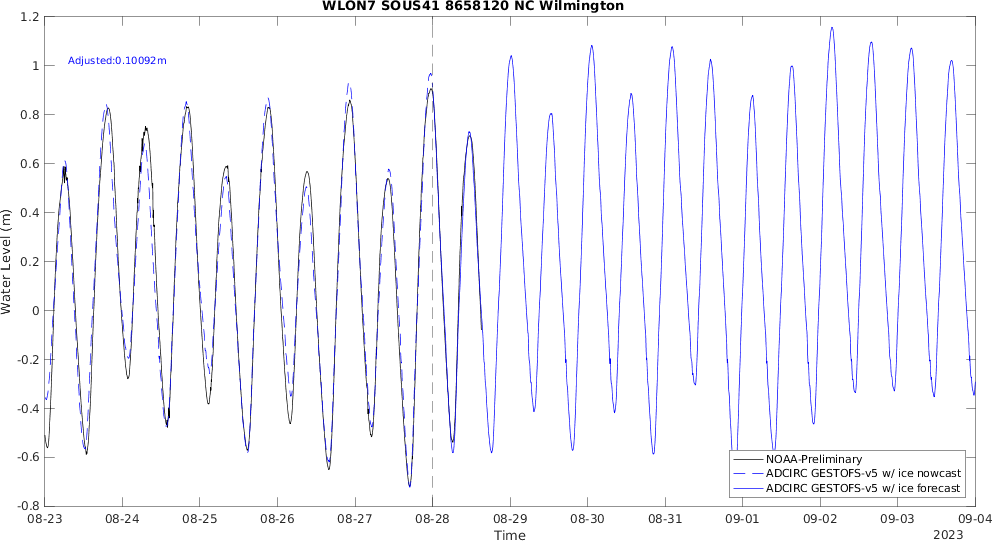 WLON7 SOUS41 8658120 NC Wilmington
Adjusted:0.10092m
Water Level (m)
1.2
1
0.8
0.6
0.4
0.2
0
-0.2
-0.4
-0.6
-0.8
NOAA-Preliminary
ADCIRC GESTOFS-v5 w/ ice nowcast
ADCIRC GESTOFS-v5 w/ ice forecast
08-23 08-24 08-25 08-26 08-27 08-28 08-29 08-30 08-31 09-01 09-02 09-03 09-04
Time
2023